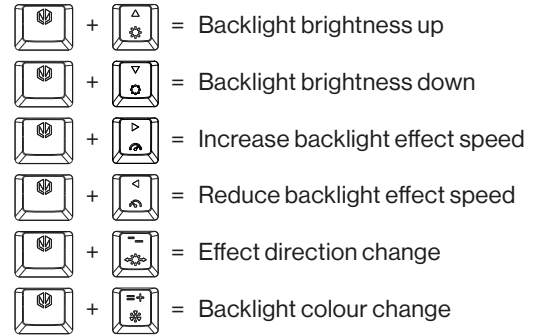 + = Backlight brightness up
+ = Backlight brightness down
+ = Increase backlight effect speed
+ = Reduce backlight effect speed
+ -_ = Effect direction change
+ =+ = Backlight colour change